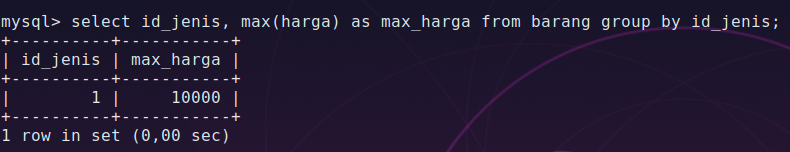 mysql> select id_jenis, max(harga) as max_harga from barang group by id_jenis;
+----------+-----------+
| id_jenis | max_harga |
+----------+-----------+
|        1 |     10000 |
+----------+-----------+
1 row in set (0,00 sec)